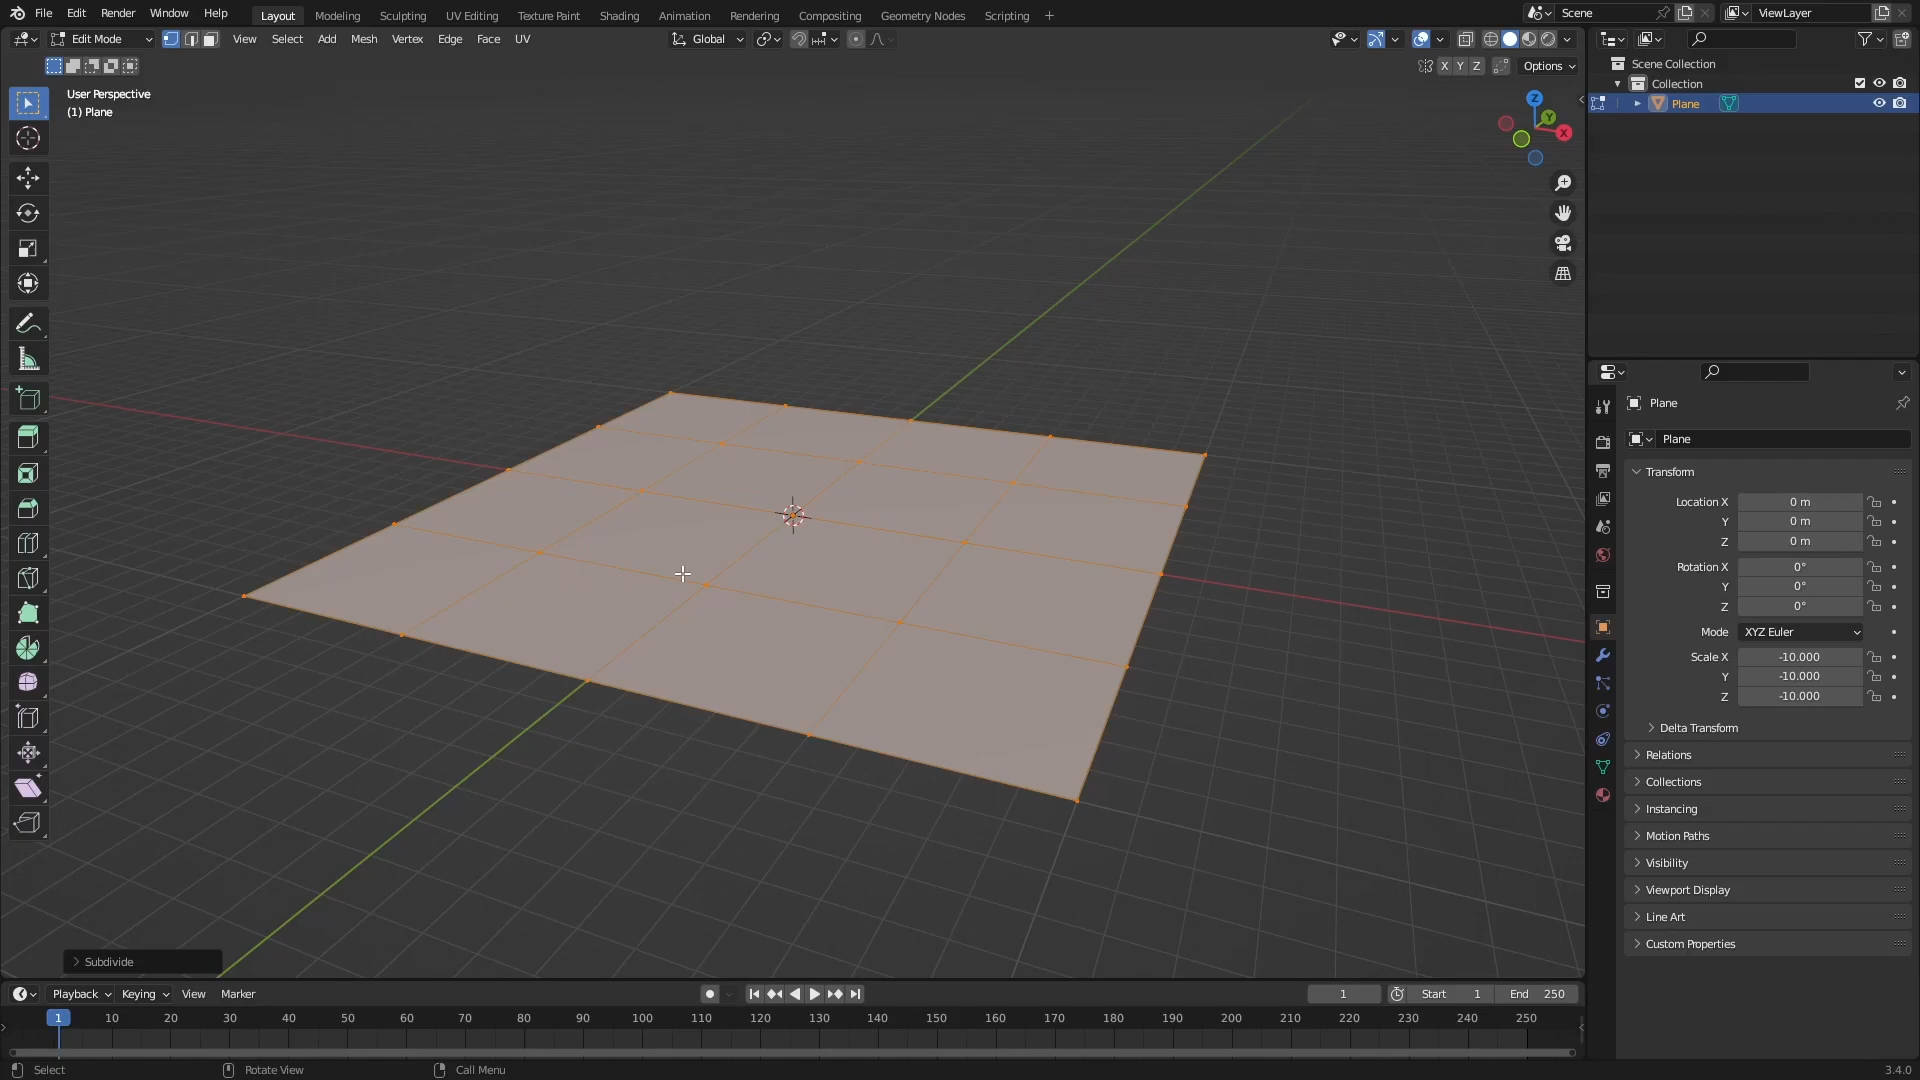 File Edit Render Window Help Layout Modeling Sculpting UV Editing Texture Paint Shading Animation Rendering Compositing Geometry Nodes Scripting + Scene ViewLayer
Edit Mode View Select Add Mesh Vertex Edge Face UV Global
X Y Z Options
User Perspective
(1) Plane
Z
Y
X
Scene Collection
Collection
Plane
Plane
Plane
Transform
Location X 0 m
Y 0 m
Z 0 m
Rotation X 0°
Y 0°
Z 0°
Mode XYZ Euler
Scale X -10.000
Y -10.000
Z -10.000
Delta Transform
Relations
Collections
Instancing
Motion Paths
Visibility
Viewport Display
Line Art
Custom Properties
Subdivide
Playback Keying View Marker 1 Start 1 End 250
1 10 20 30 40 50 60 70 80 90 100 110 120 130 140 150 160 170 180 190 200 210 220 230 240 250
Select Rotate View Call Menu 3.4.0